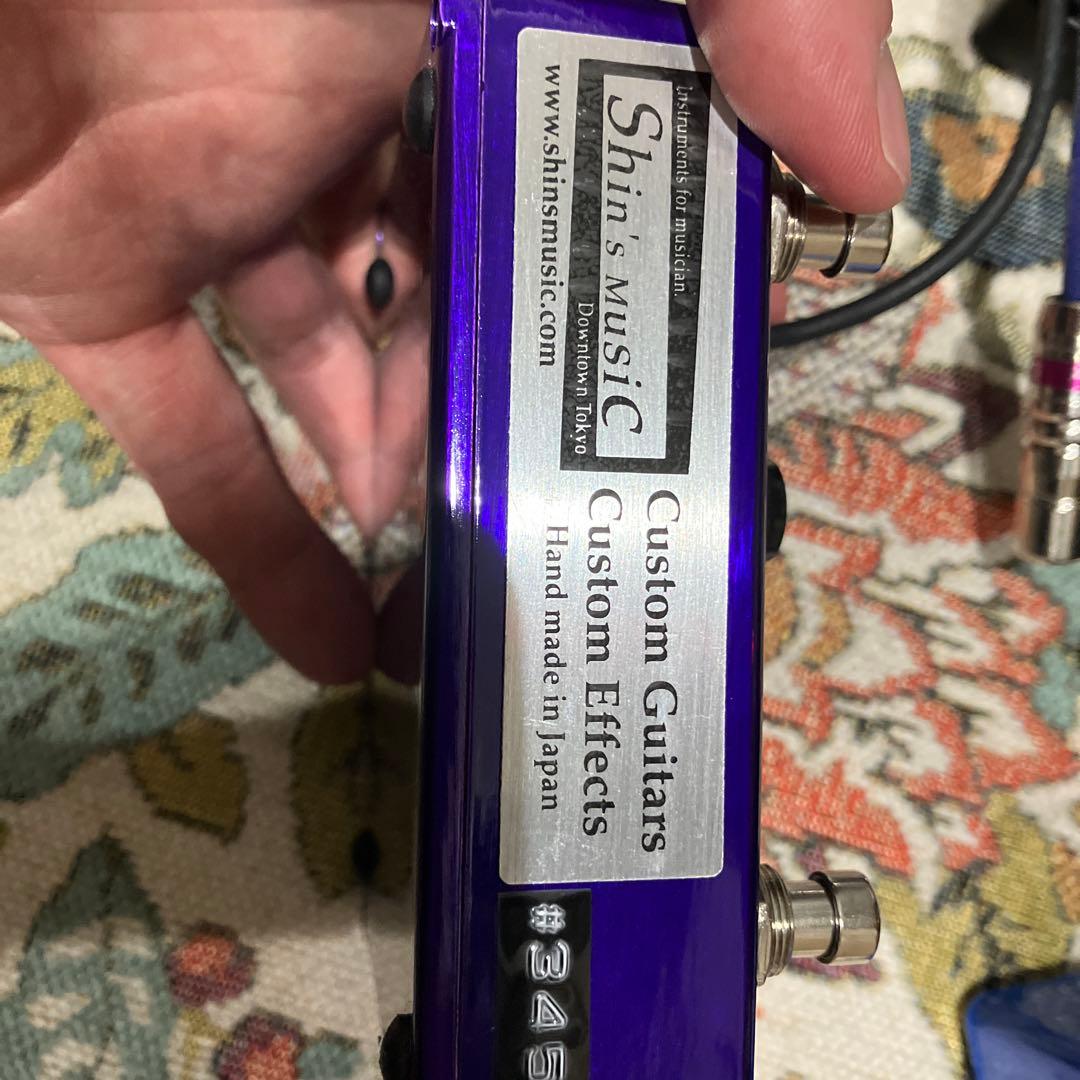 Instruments for musician.
Shin's MusiC
Downtown Tokyo
www.shinsmusic.com
Custom Guitars
Custom Effects
Hand made in Japan
#345